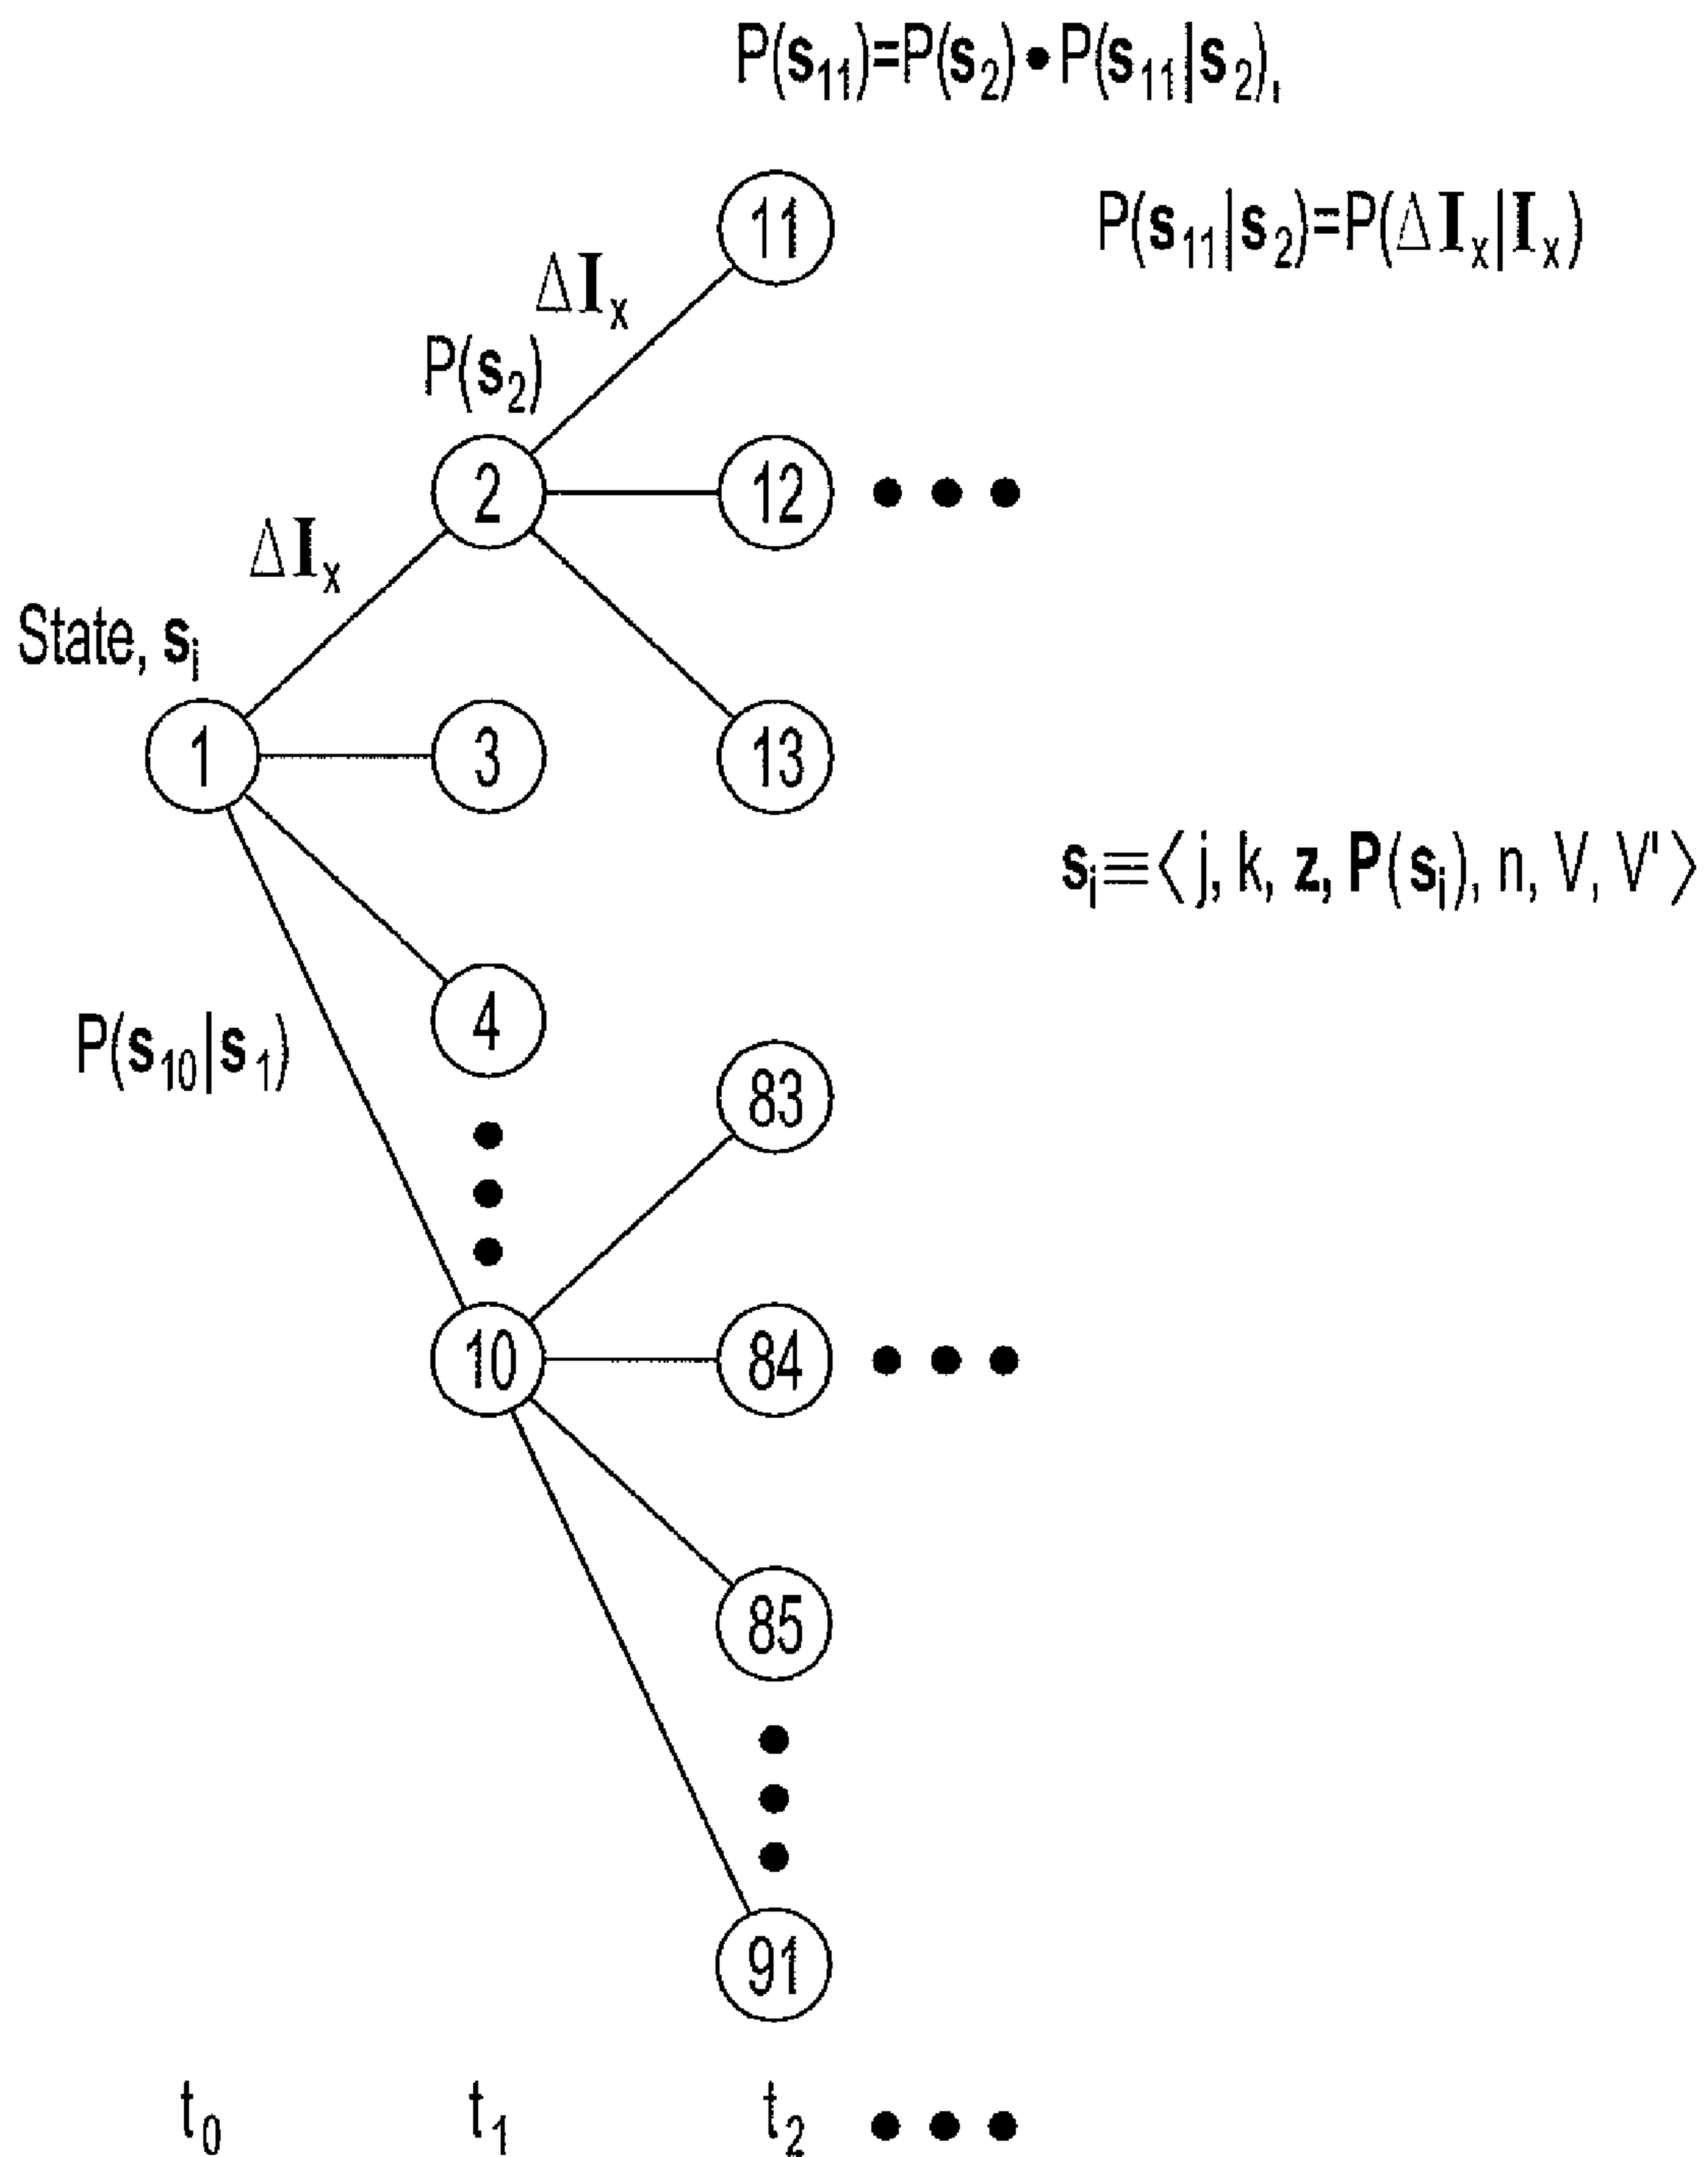 P(s₁₁)=P(s₂)•P(s₁₁|s₂),
P(s₁₁|s₂)=P(ΔIₓ|Iₓ)
11
ΔIₓ
P(s₂)
2
12 • • •
ΔIₓ
State, sᵢ
1
3
13
sᵢ≡⟨j, k, z, P(sᵢ), n, V, V'⟩
4
P(s₁₀|s₁)
83
10
84 • • •
85
91
t₀ t₁ t₂ • • •